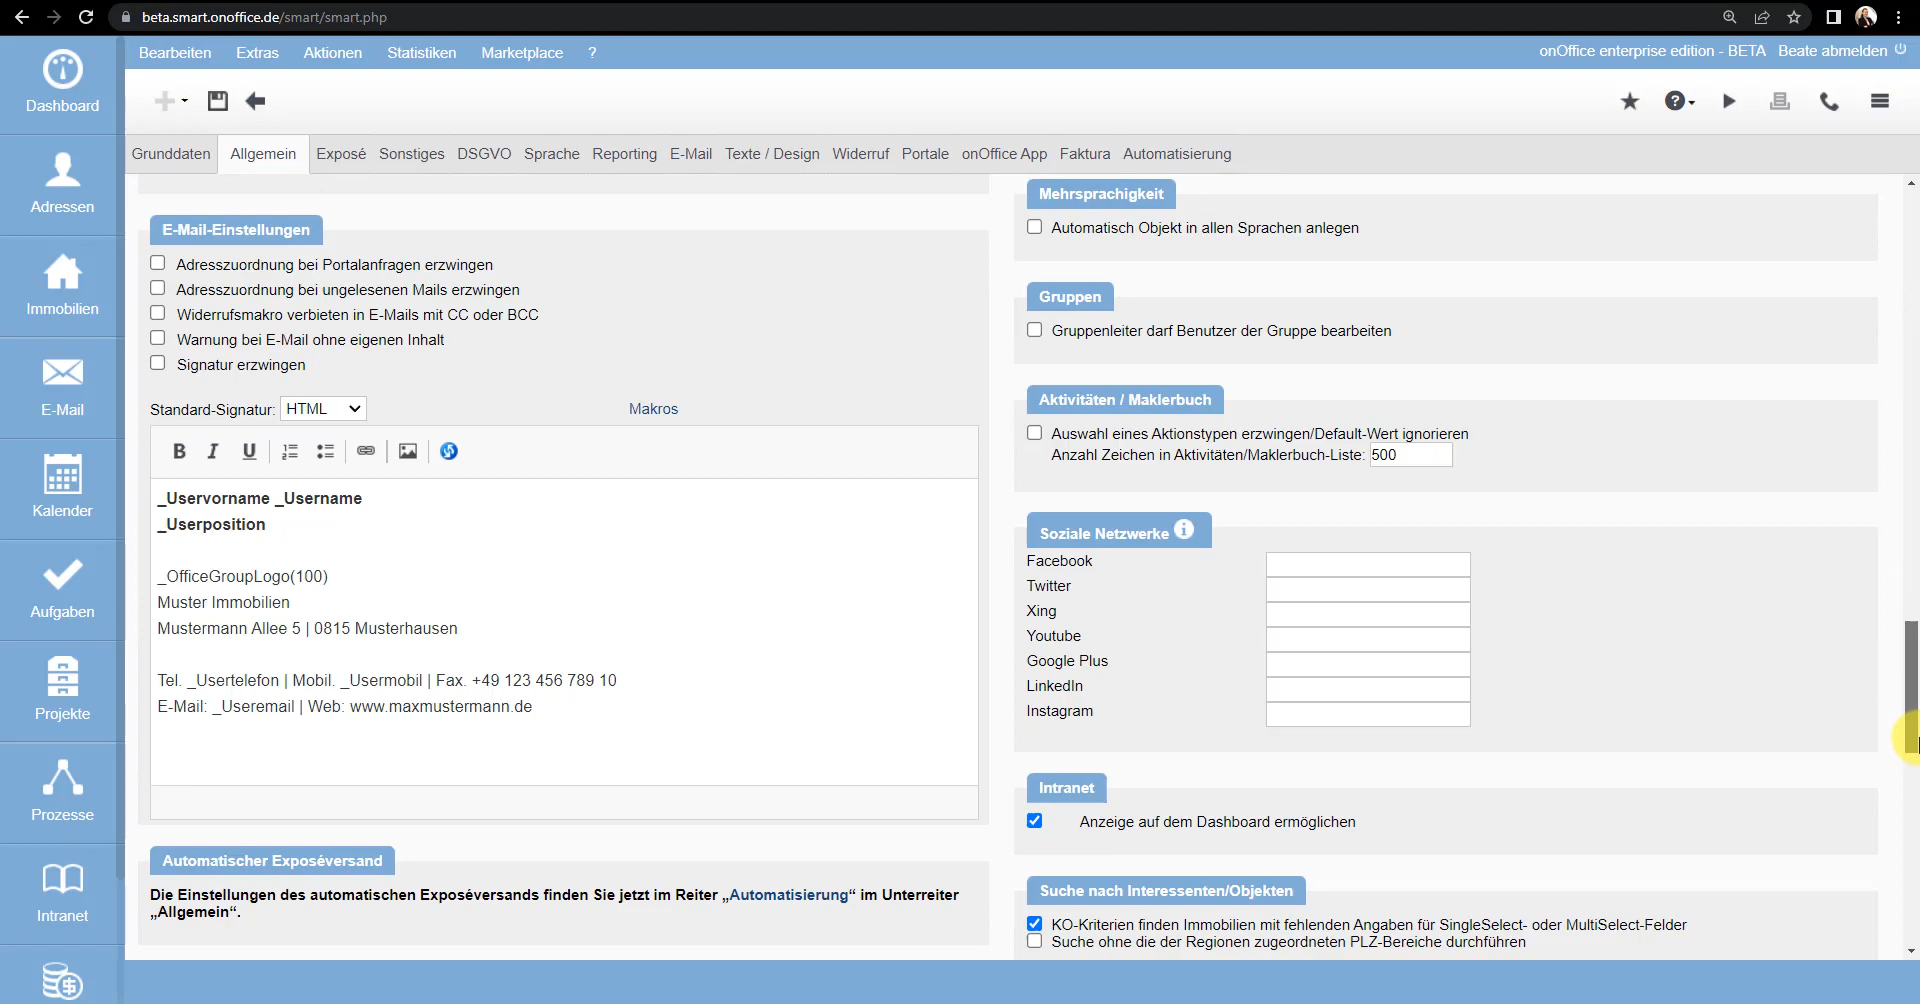 beta.smart.onoffice.de/smart/smart.php
Bearbeiten Extras Aktionen Statistiken Marketplace ?
onOffice enterprise edition - BETA Beate abmelden
Dashboard
Adressen
Immobilien
E-Mail
Kalender
Aufgaben
Projekte
Prozesse
Intranet
Grunddaten Allgemein Exposé Sonstiges DSGVO Sprache Reporting E-Mail Texte / Design Widerruf Portale onOffice App Faktura Automatisierung
E-Mail-Einstellungen
Adresszuordnung bei Portalanfragen erzwingen
Adresszuordnung bei ungelesenen Mails erzwingen
Widerrufsmakro verbieten in E-Mails mit CC oder BCC
Warnung bei E-Mail ohne eigenen Inhalt
Signatur erzwingen
Standard-Signatur: HTML Makros
B I U
_Uservorname _Username
_Userposition
_OfficeGroupLogo(100)
Muster Immobilien
Mustermann Allee 5 | 0815 Musterhausen
Tel. _Usertelefon | Mobil. _Usermobil | Fax. +49 123 456 789 10
E-Mail: _Useremail | Web: www.maxmustermann.de
Automatischer Exposéversand
Die Einstellungen des automatischen Exposéversands finden Sie jetzt im Reiter „Automatisierung“ im Unterreiter
„Allgemein“.
Mehrsprachigkeit
Automatisch Objekt in allen Sprachen anlegen
Gruppen
Gruppenleiter darf Benutzer der Gruppe bearbeiten
Aktivitäten / Maklerbuch
Auswahl eines Aktionstypen erzwingen/Default-Wert ignorieren
Anzahl Zeichen in Aktivitäten/Maklerbuch-Liste: 500
Soziale Netzwerke
Facebook
Twitter
Xing
Youtube
Google Plus
LinkedIn
Instagram
Intranet
Anzeige auf dem Dashboard ermöglichen
Suche nach Interessenten/Objekten
KO-Kriterien finden Immobilien mit fehlenden Angaben für SingleSelect- oder MultiSelect-Felder
Suche ohne die der Regionen zugeordneten PLZ-Bereiche durchführen